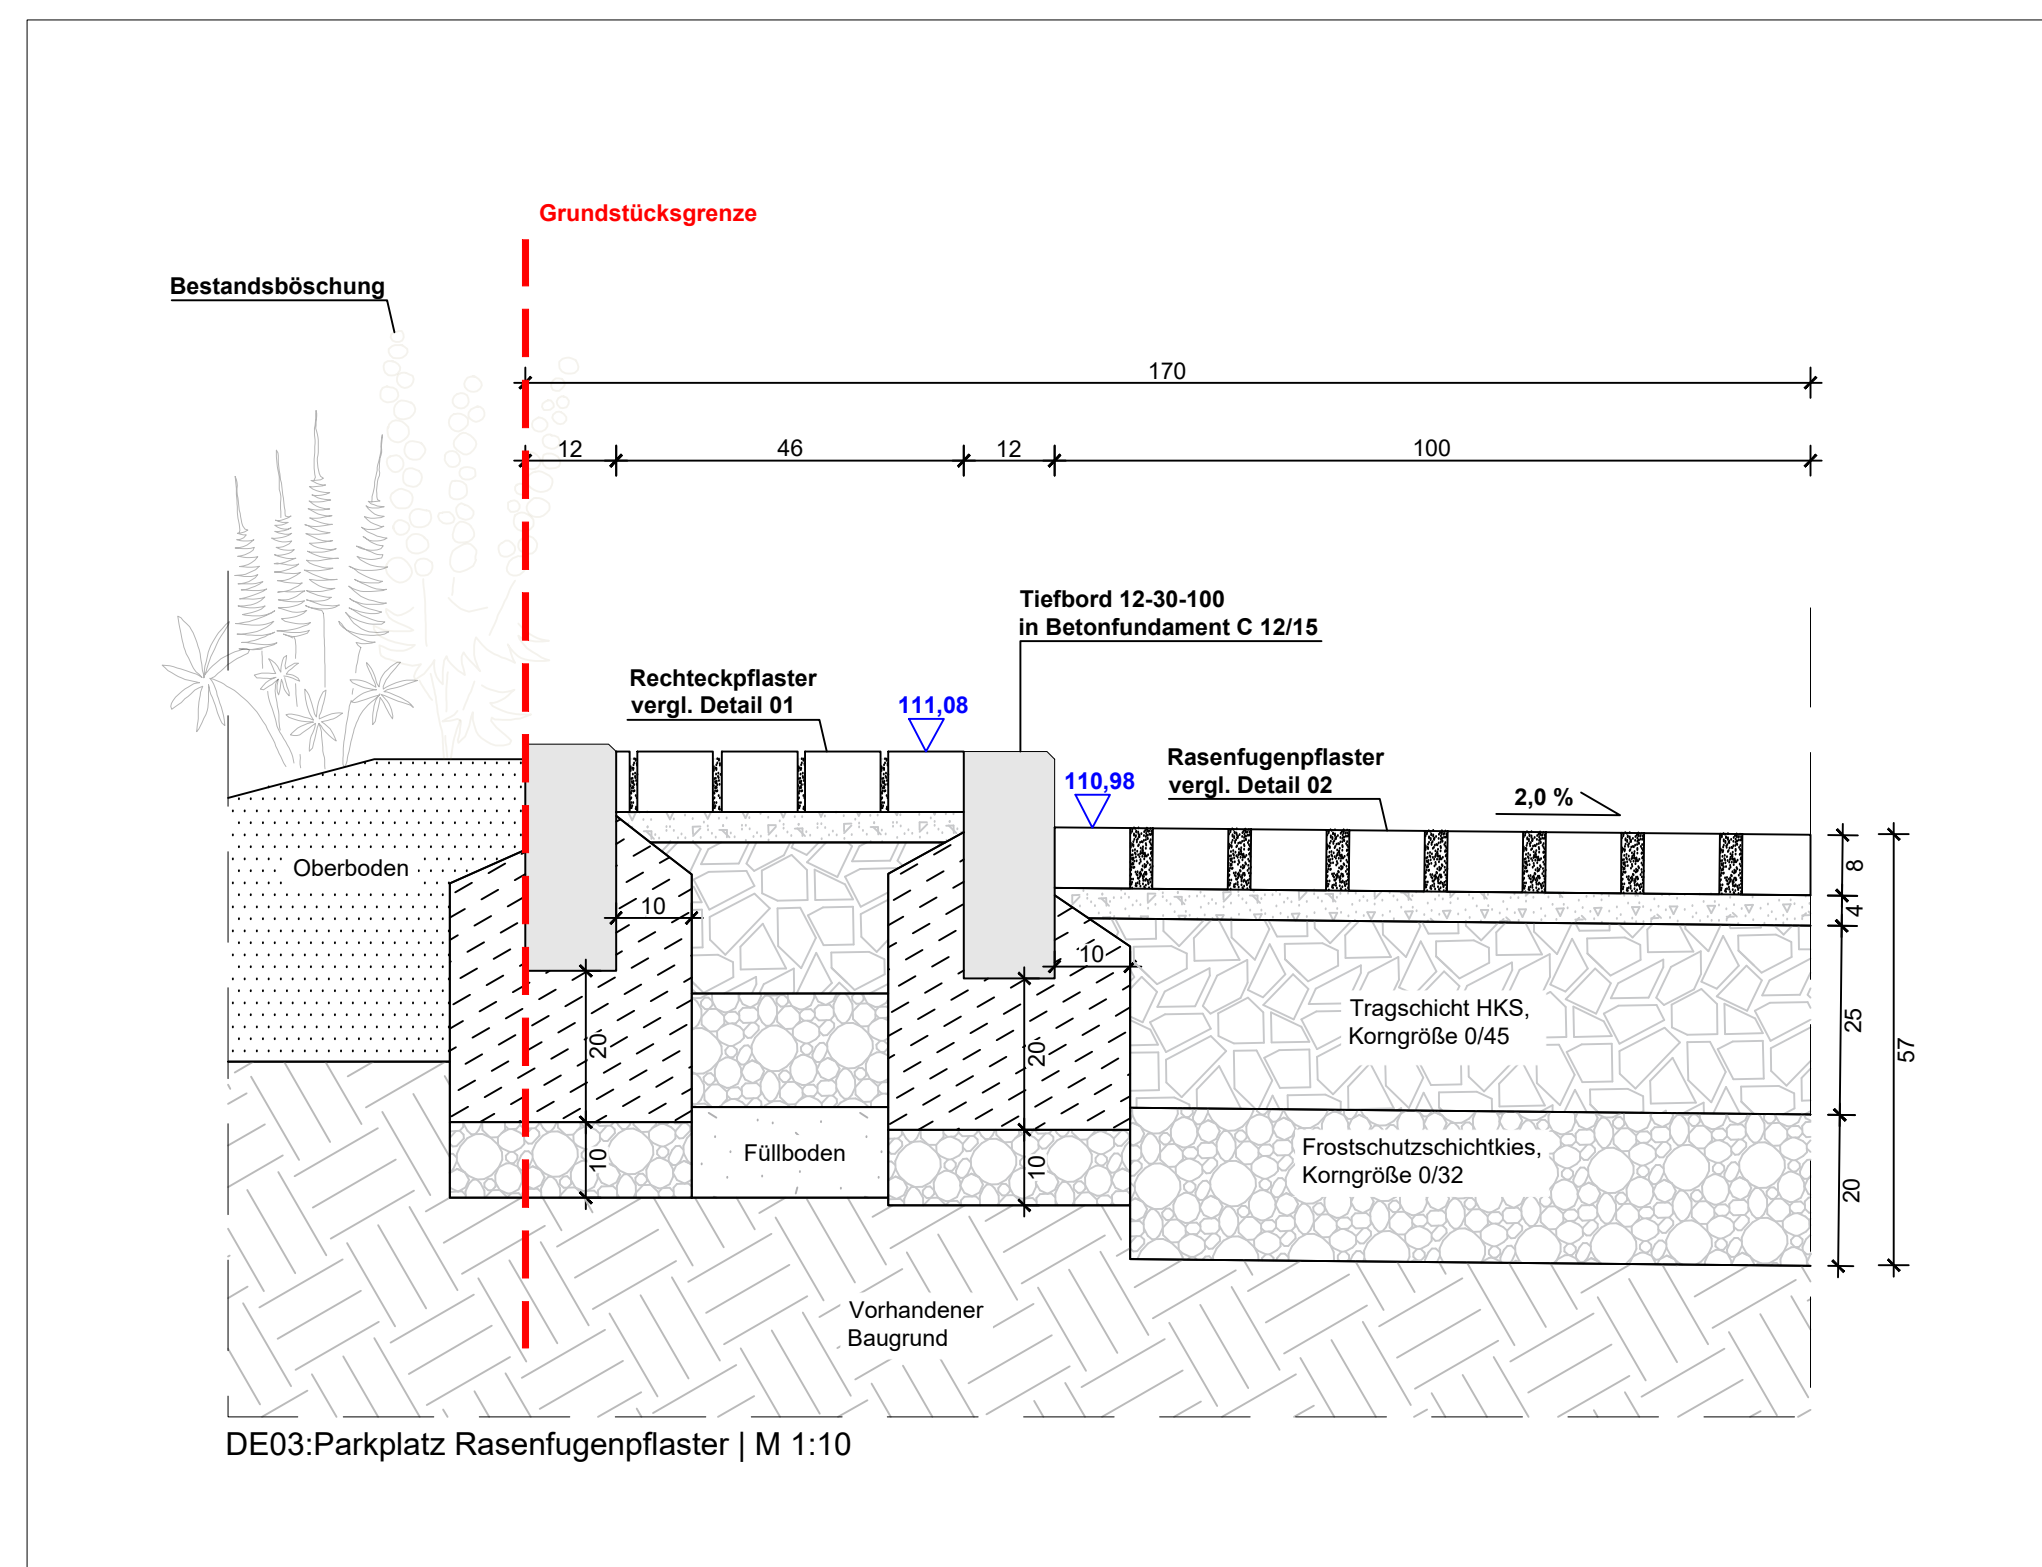 Grundstücksgrenze
Bestandsböschung
170
12
46
12
100
Tiefbord 12-30-100
in Betonfundament C 12/15
Rechteckpflaster
vergl. Detail 01
111,08
Rasenfugenpflaster
vergl. Detail 02
110,98
2,0 %
Oberboden
10
10
8
4
25
20
57
20
10
20
10
Tragschicht HKS,
Korngröße 0/45
Füllboden
Frostschutzschichtkies,
Korngröße 0/32
Vorhandener
Baugrund
DE03:Parkplatz Rasenfugenpflaster | M 1:10